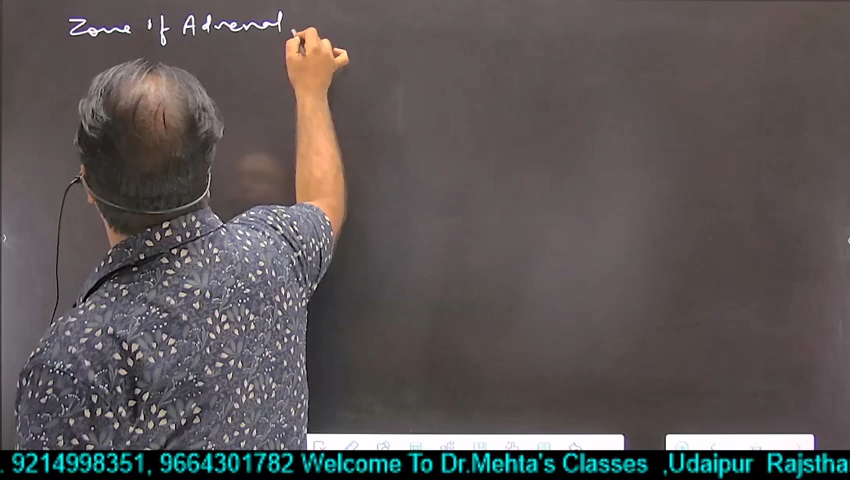 Zone of Adrenal
. 9214998351, 9664301782 Welcome To Dr.Mehta's Classes ,Udaipur Rajstha